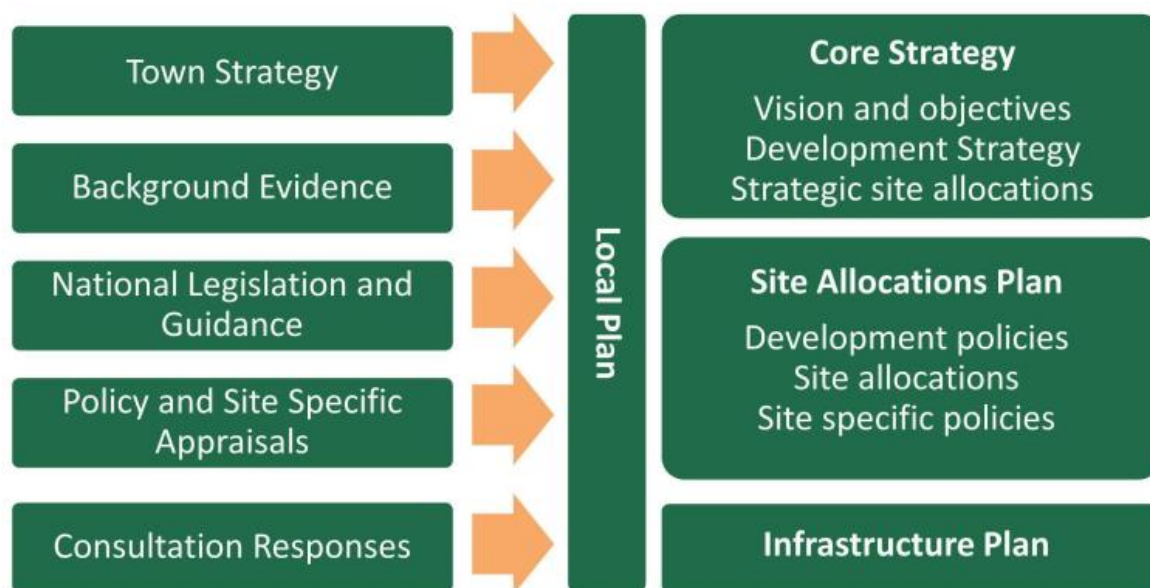 Town Strategy
Background Evidence
National Legislation and
Guidance
Policy and Site Specific
Appraisals
Consultation Responses
Local Plan
Core Strategy
Vision and objectives
Development Strategy
Strategic site allocations
Site Allocations Plan
Development policies
Site allocations
Site specific policies
Infrastructure Plan